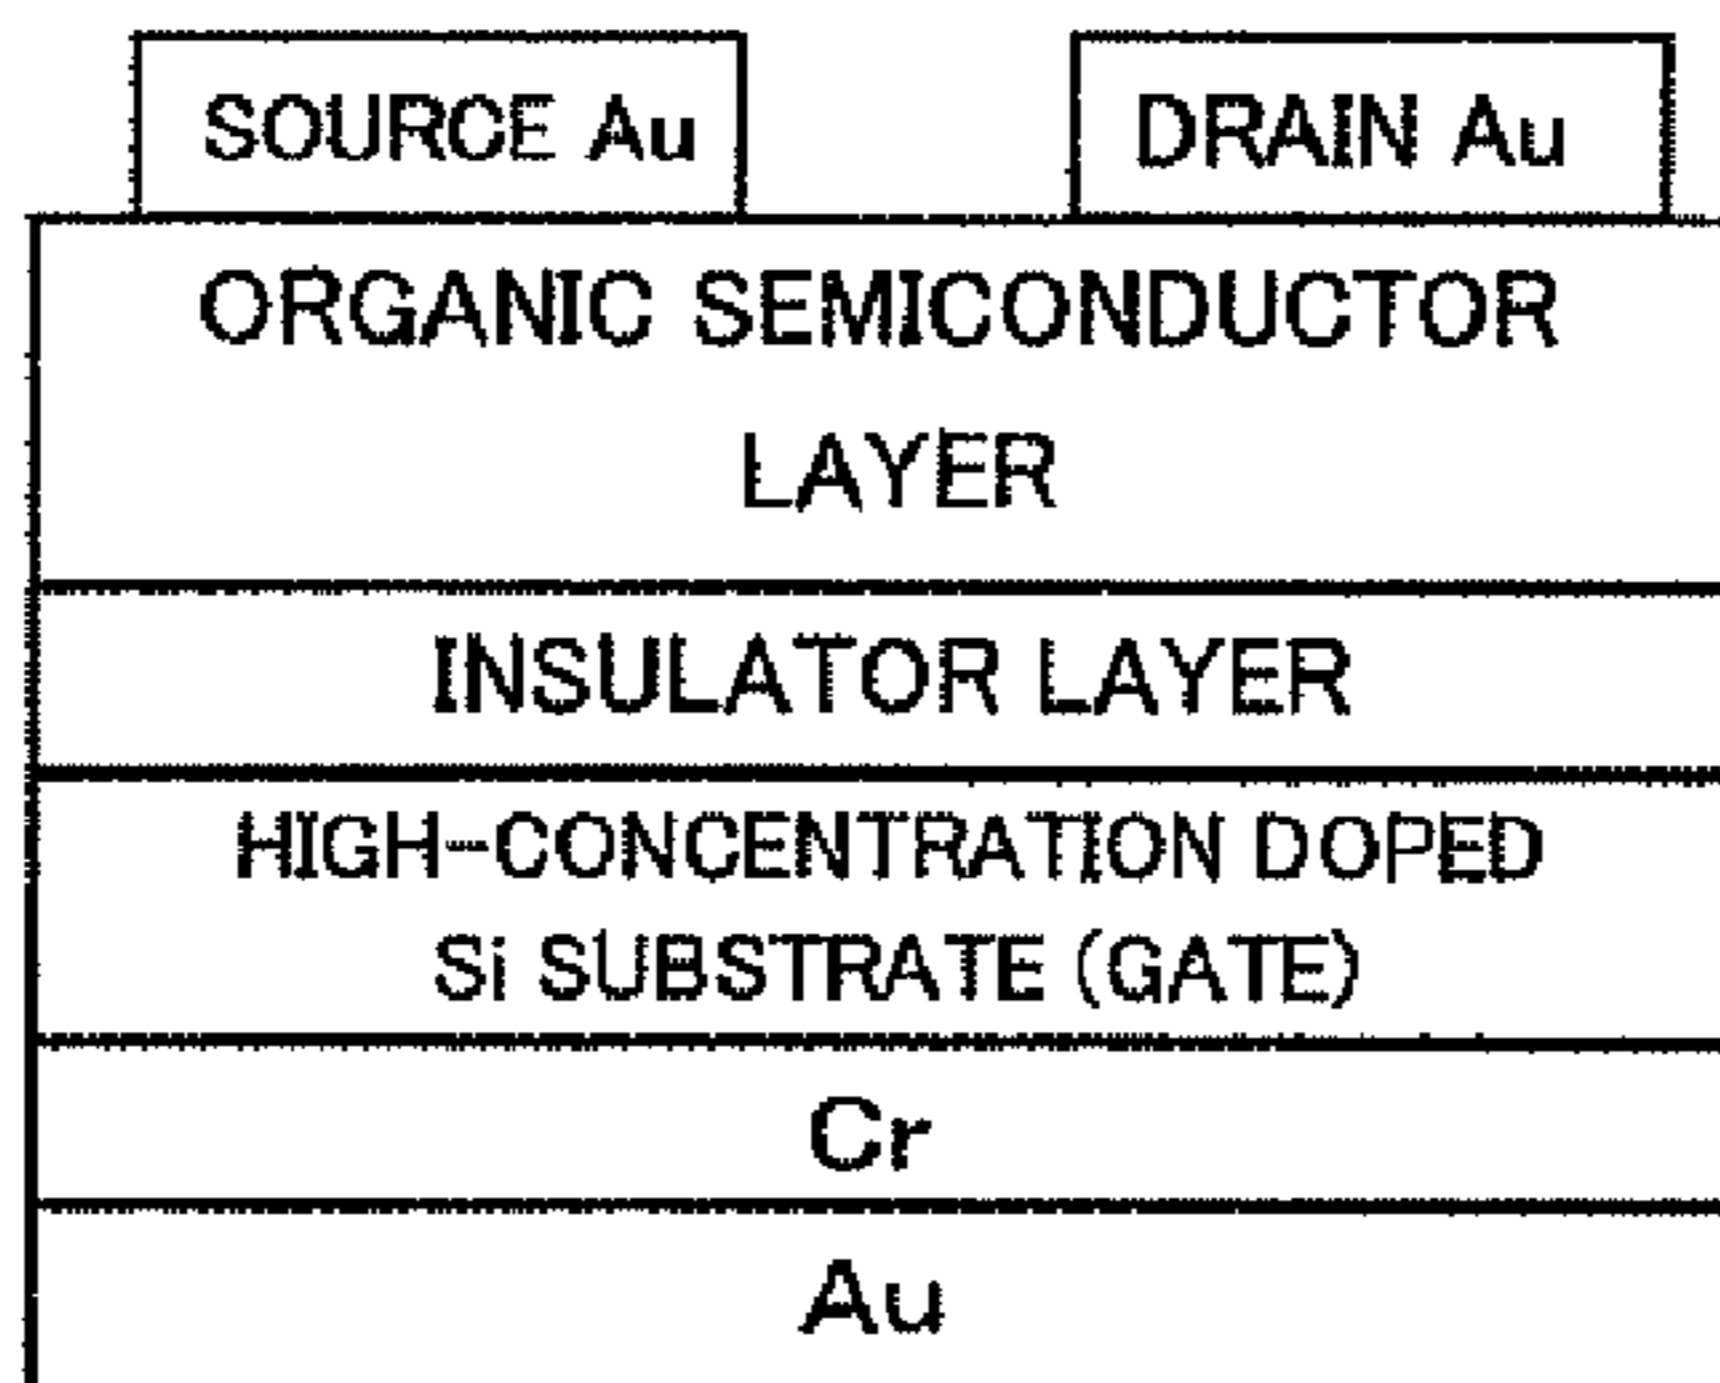 SOURCE Au
DRAIN Au
ORGANIC SEMICONDUCTOR
LAYER
INSULATOR LAYER
HIGH-CONCENTRATION DOPED
Si SUBSTRATE (GATE)
Cr
Au